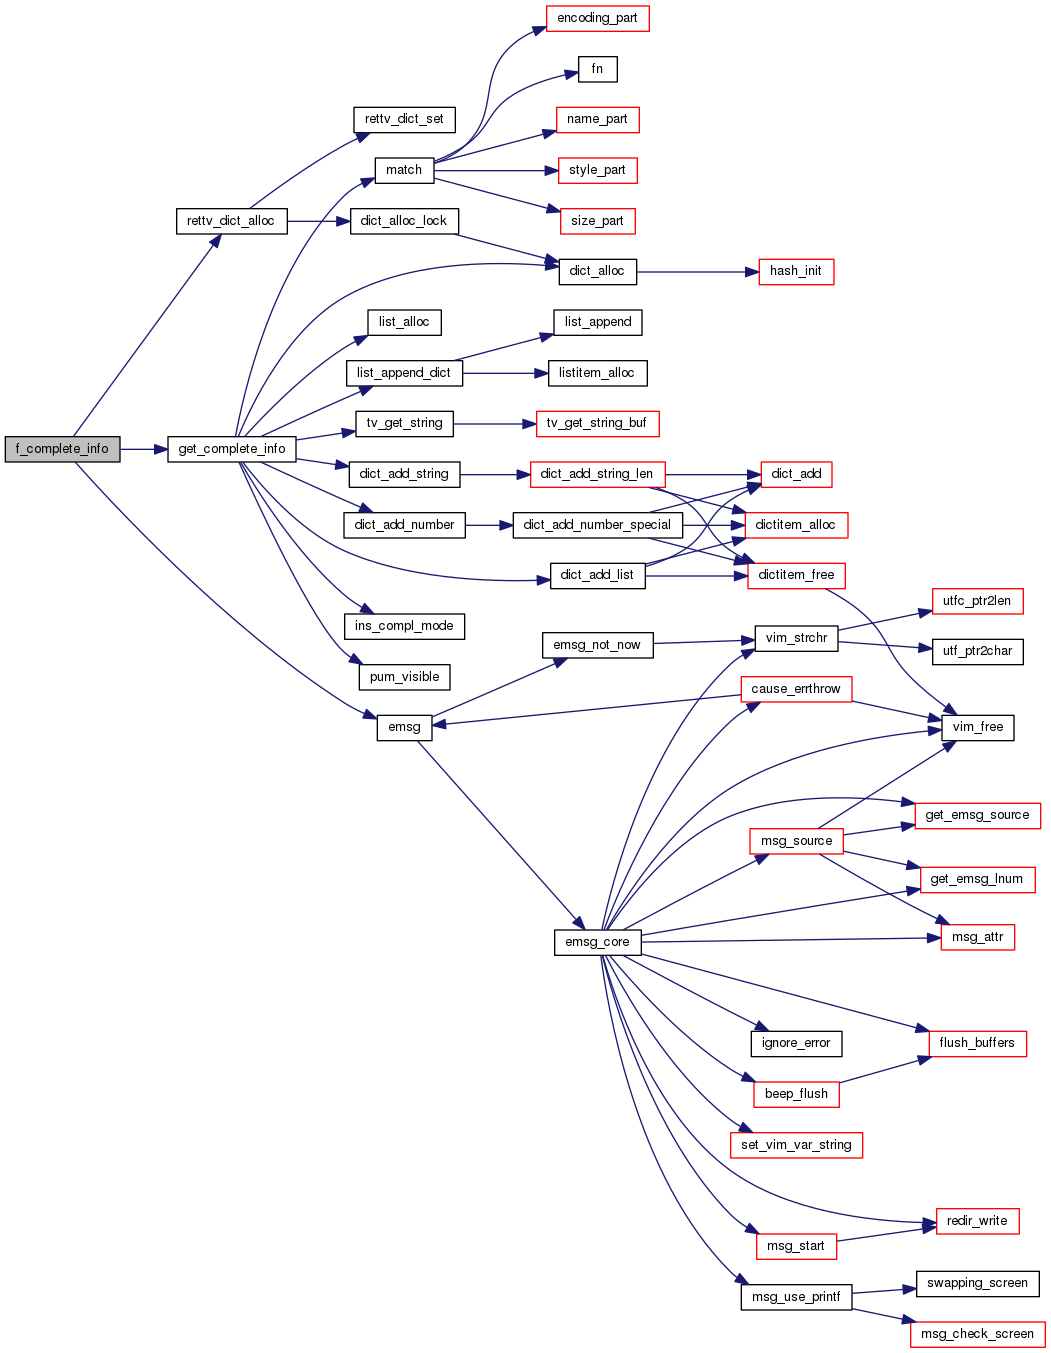 encoding_part
fn
rettv_dict_set
name_part
match
style_part
rettv_dict_alloc
dict_alloc_lock
size_part
dict_alloc
hash_init
list_alloc
list_append
list_append_dict
listitem_alloc
tv_get_string
tv_get_string_buf
f_complete_info
get_complete_info
dict_add_string
dict_add_string_len
dict_add
dict_add_number
dict_add_number_special
dictitem_alloc
dict_add_list
dictitem_free
utfc_ptr2len
ins_compl_mode
emsg_not_now
vim_strchr
utf_ptr2char
pum_visible
cause_errthrow
emsg
vim_free
get_emsg_source
msg_source
get_emsg_lnum
emsg_core
msg_attr
ignore_error
flush_buffers
beep_flush
set_vim_var_string
redir_write
msg_start
swapping_screen
msg_use_printf
msg_check_screen